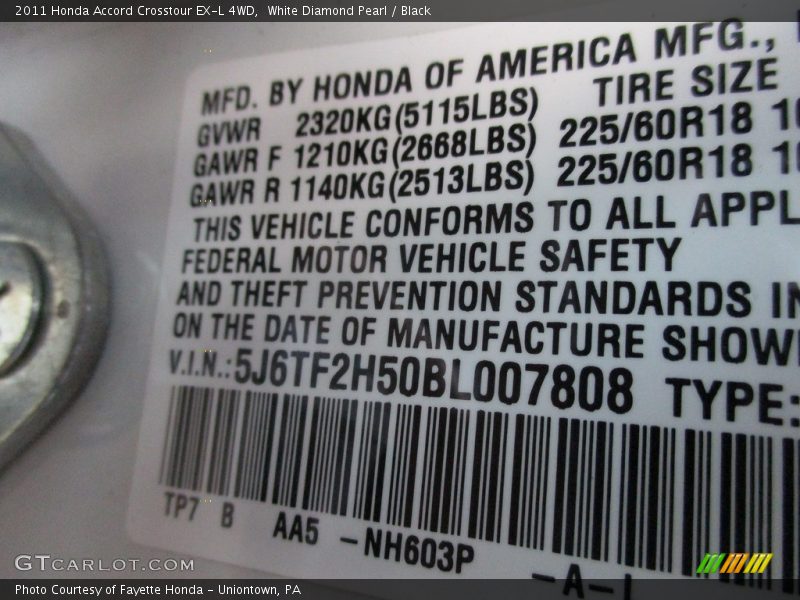 2011 Honda Accord Crosstour EX-L 4WD,  White Diamond Pearl / Black
MFD. BY HONDA OF AMERICA MFG.,
GVWR 2320KG(5115LBS) TIRE SIZE
GAWR F 1210KG(2668LBS) 225/60R18
GAWR R 1140KG(2513LBS) 225/60R18
THIS VEHICLE CONFORMS TO ALL APPL
FEDERAL MOTOR VEHICLE SAFETY
AND THEFT PREVENTION STANDARDS IN
ON THE DATE OF MANUFACTURE SHOW
V.I.N.:5J6TF2H50BL007808 TYPE:
TP7 B AA5 -NH603P -A-
GTCARLOT.COM
Photo Courtesy of Fayette Honda - Uniontown, PA